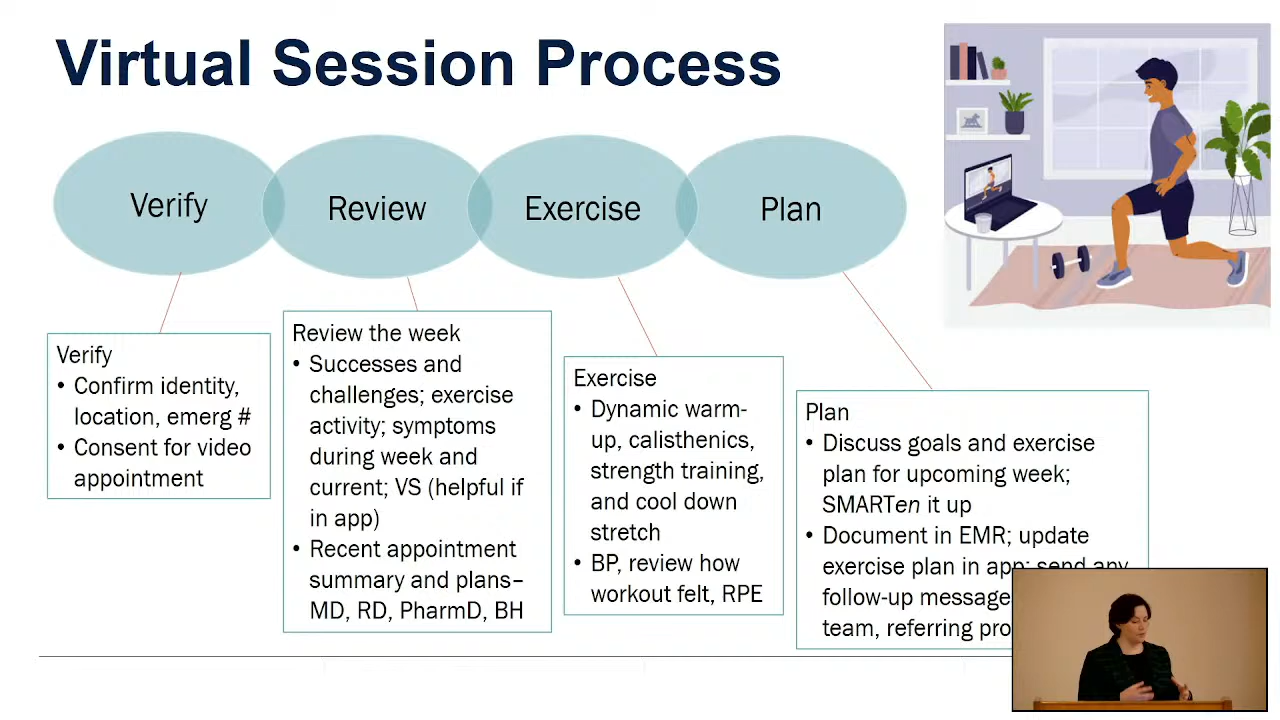 Virtual Session Process
Verify
Review
Exercise
Plan
Verify
• Confirm identity,
location, emerg #
• Consent for video
appointment
Review the week
• Successes and
challenges; exercise
activity; symptoms
during week and
current; VS (helpful if
in app)
• Recent appointment
summary and plans–
MD, RD, PharmD, BH
Exercise
• Dynamic warm-
up, calisthenics,
strength training,
and cool down
stretch
• BP, review how
workout felt, RPE
Plan
• Discuss goals and exercise
plan for upcoming week;
SMARTen it up
• Document in EMR; update
exercise plan in app; send any
follow-up message
team, referring pro